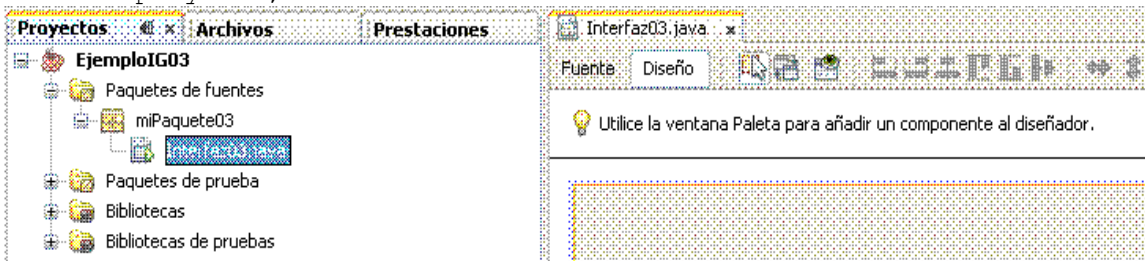 Proyectos Archivos Prestaciones
EjemploIG03
Paquetes de fuentes
miPaquete03
Interfaz03.java
Paquetes de prueba
Bibliotecas
Bibliotecas de pruebas
Interfaz03.java
Fuente Diseño
Utilice la ventana Paleta para añadir un componente al diseñador.